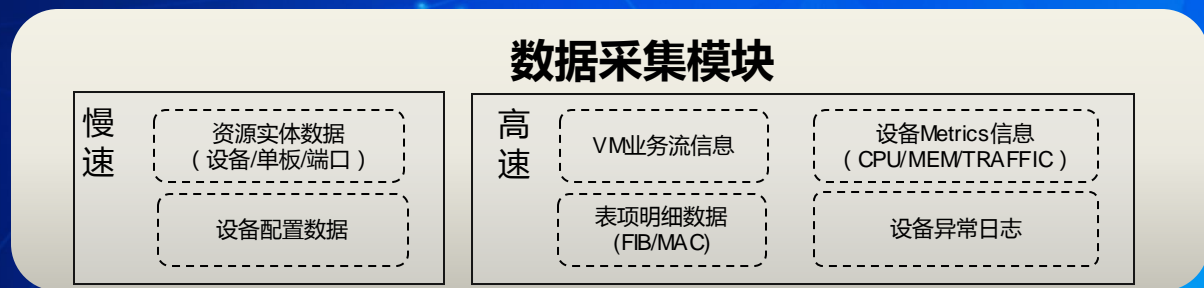 数据采集模块
慢速
资源实体数据
（设备/单板/端口）
设备配置数据
高速
VM业务流信息
设备Metrics信息
（CPU/MEM/TRAFFIC）
表项明细数据
(FIB/MAC)
设备异常日志